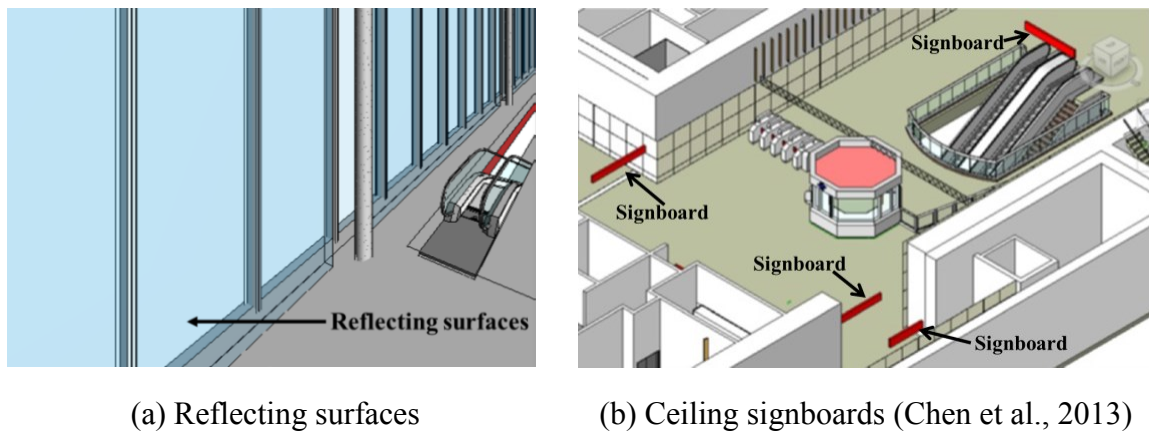 Reflecting surfaces
Signboard
Signboard
Signboard
Signboard
(a) Reflecting surfaces
(b) Ceiling signboards (Chen et al., 2013)